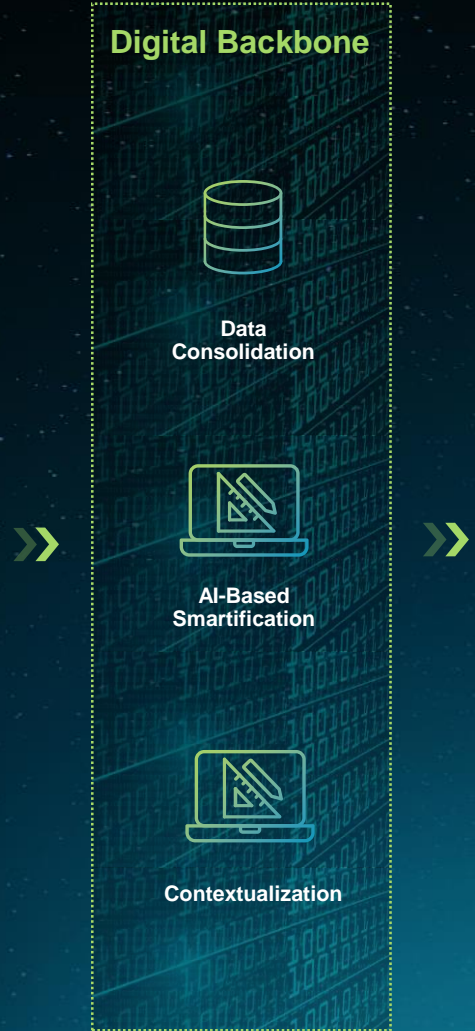 Digital Backbone
Data
Consolidation
AI-Based
Smartification
Contextualization